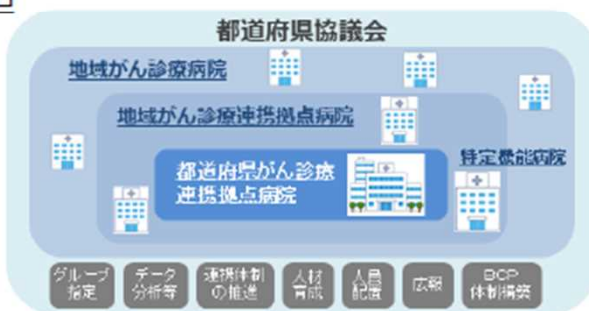 都道府県協議会
地域がん診療病院
地域がん診療連携拠点病院
特定機能病院
都道府県がん診療
連携拠点病院
グループ
指定
データ
分析等
連携体制
の推進
人材
育成
人員
配置
広報
BCP
体制構築